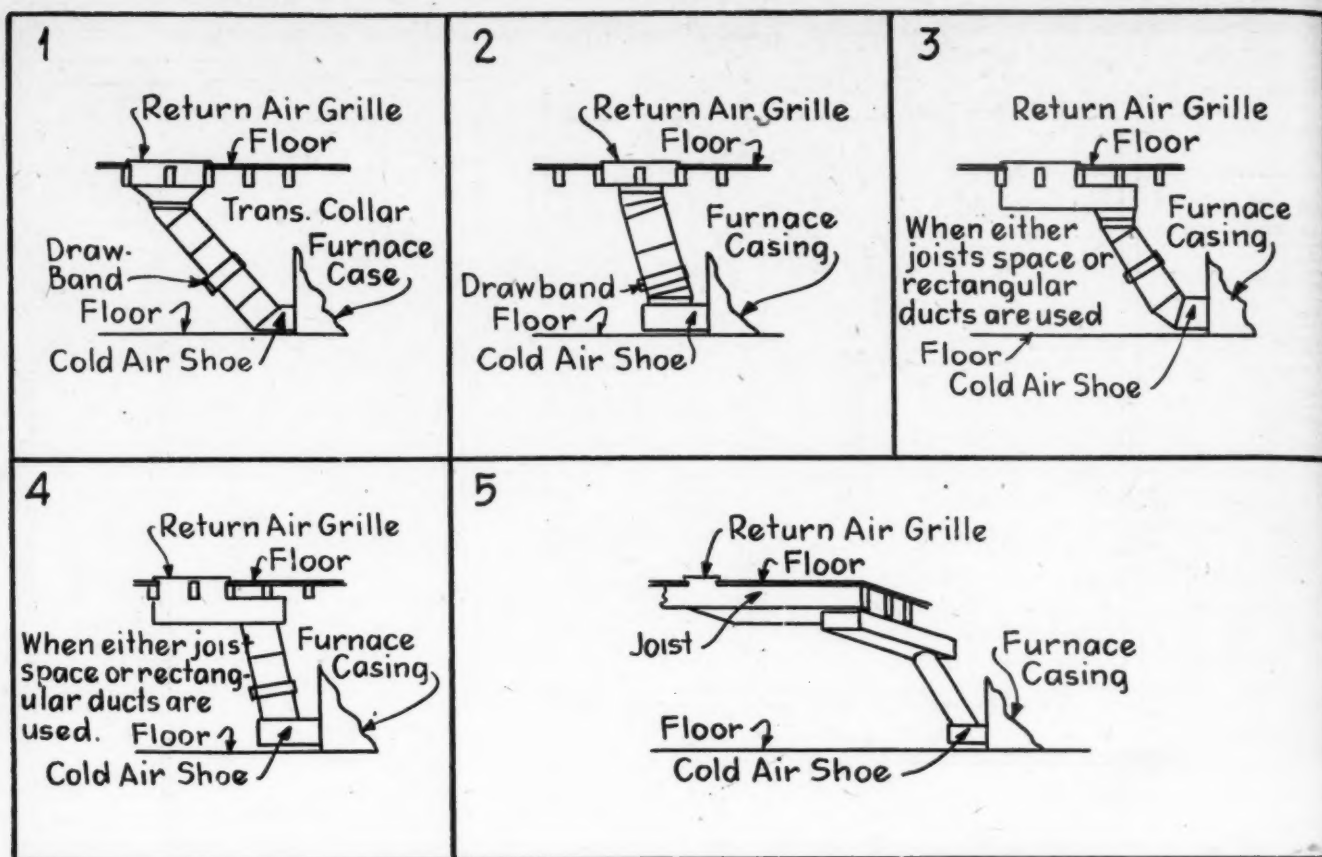 1
Return Air Grille
Floor
Trans. Collar
Draw-
Band
Furnace
Case
Floor
Cold Air Shoe
2
Return Air Grille
Floor
Furnace
Casing
Drawband
Floor
Cold Air Shoe
3
Return Air Grille
Floor
When either
joists space or
rectangular
ducts are used
Furnace
Casing
Floor
Cold Air Shoe
4
Return Air Grille
Floor
When either joist
space or rectang-
ular ducts are
used.
Furnace
Casing
Floor
Cold Air Shoe
5
Return Air Grille
Floor
Joist
Furnace
Casing
Floor
Cold Air Shoe